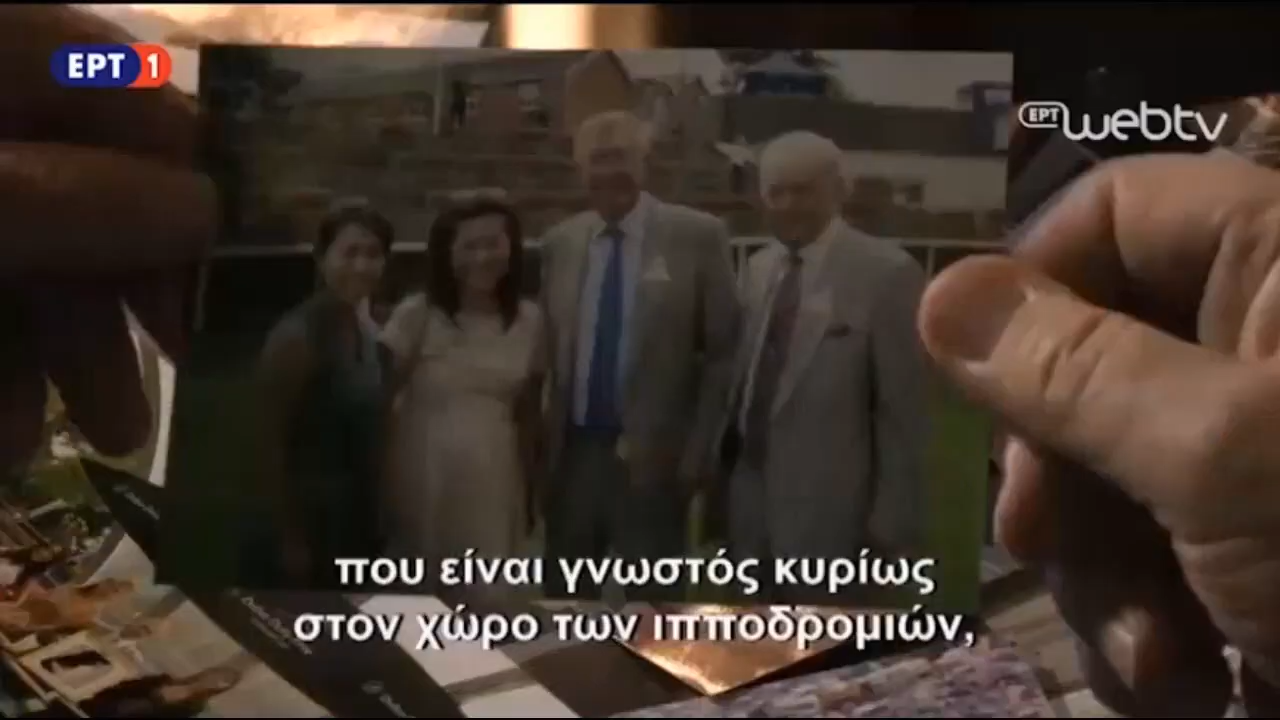 ΕΡΤ 1
ΕΡΤ webtv
που είναι γνωστός κυρίως
στον χώρο των ιπποδρομιών,